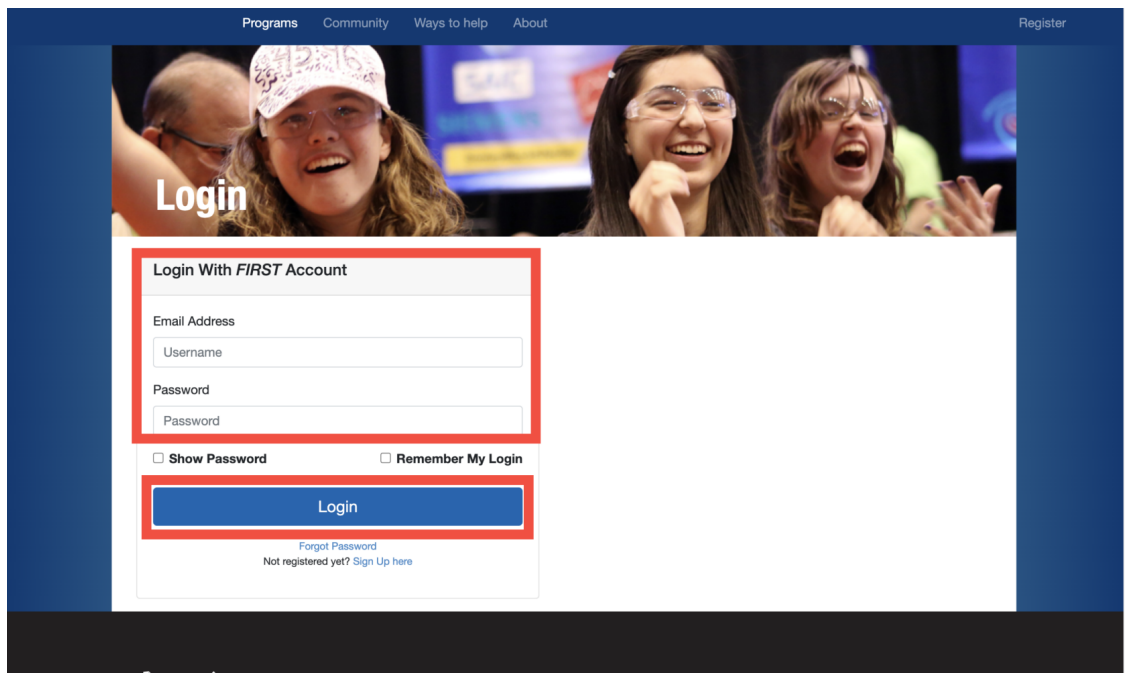 Programs Community Ways to help About Register
Login
Login With FIRST Account
Email Address
Username
Password
Password
Show Password Remember My Login
Login
Forgot Password
Not registered yet? Sign Up here